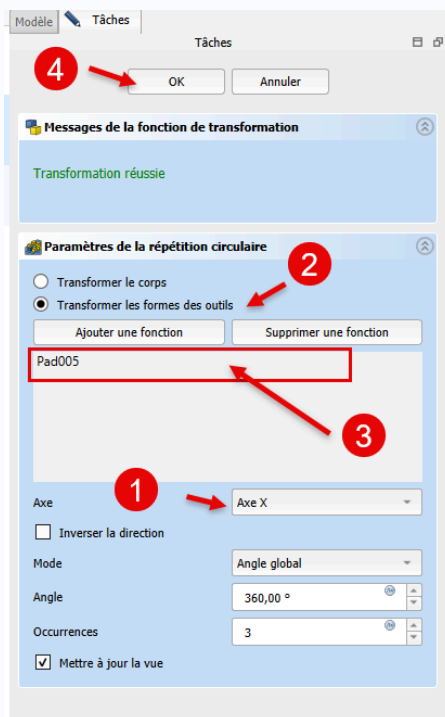 Modèle
Tâches
Tâches
4
OK
Annuler
Messages de la fonction de transformation
Transformation réussie
Paramètres de la répétition circulaire
2
Transformer le corps
Transformer les formes des outils
Ajouter une fonction
Supprimer une fonction
Pad005
3
1
Axe
Axe X
Inverser la direction
Mode
Angle global
Angle
360,00 °
Occurrences
3
Mettre à jour la vue